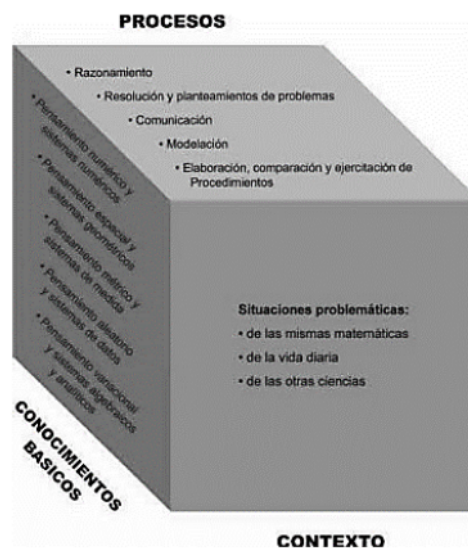 PROCESOS
• Razonamiento
• Resolución y planteamientos de problemas
• Comunicación
• Modelación
• Elaboración, comparación y ejercitación de
Procedimientos
• Pensamiento numérico y
sistemas numéricos
• Pensamiento espacial y
sistemas geométricos
• Pensamiento métrico y
sistemas de medida
• Pensamiento aleatorio
y sistemas de datos
• Pensamiento variacional
y sistemas algebraicos
y analíticos
Situaciones problemáticas:
• de las mismas matemáticas
• de la vida diaria
• de las otras ciencias
CONOCIMIENTOS
BASICOS
CONTEXTO